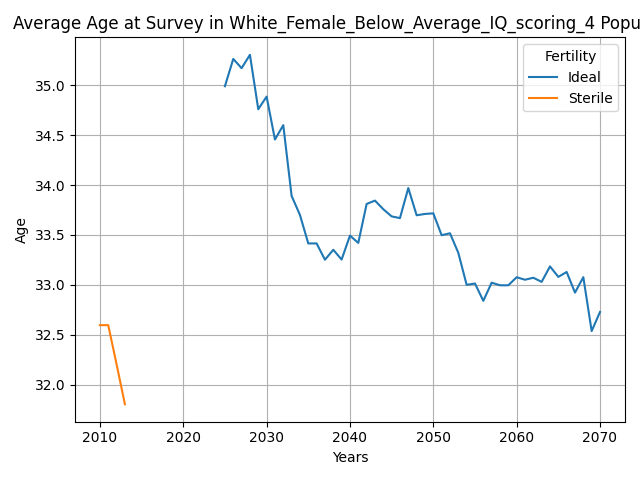 Average Age at Survey in White_Female_Below_Average_IQ_scoring_4 Popu
Fertility
Ideal
Sterile
35.0
34.5
34.0
33.5
33.0
32.5
32.0
Age
2010 2020 2030 2040 2050 2060 2070
Years